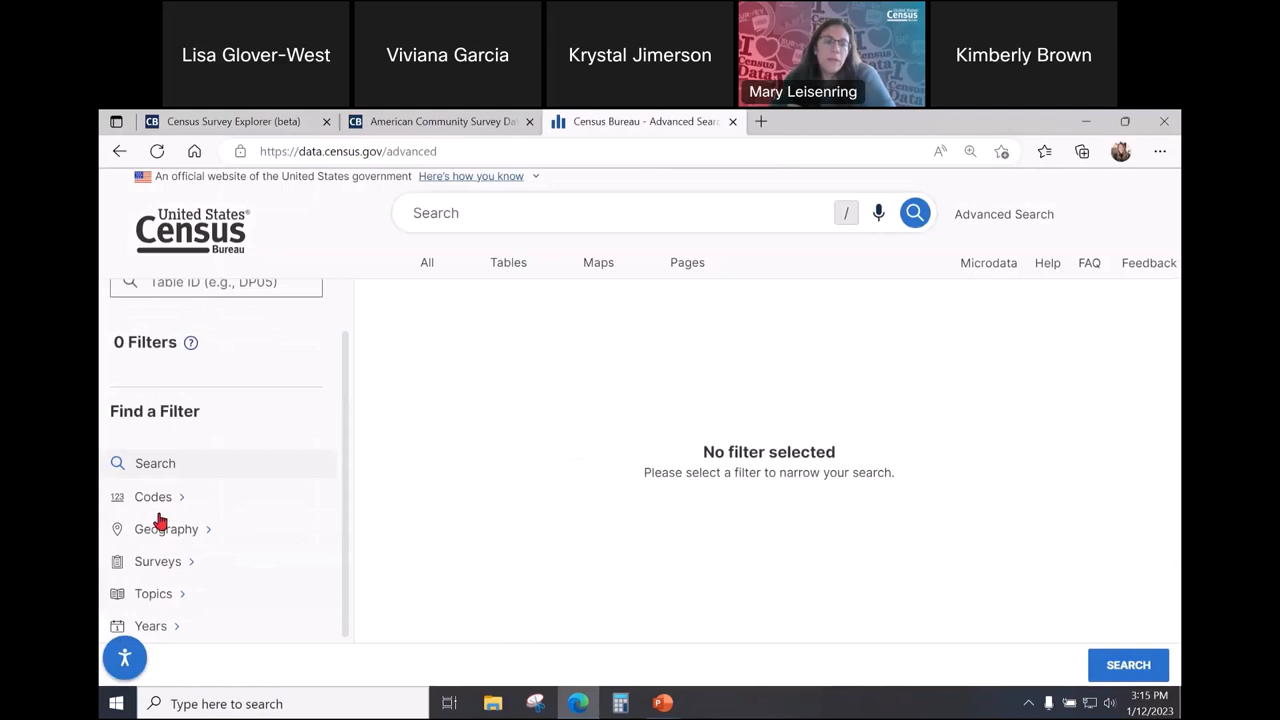 Lisa Glover-West
Viviana Garcia
Krystal Jimerson
Census
Mary Leisenring
Kimberly Brown
Census Survey Explorer (beta)
American Community Survey Da
Census Bureau - Advanced Sear
https://data.census.gov/advanced
An official website of the United States government Here's how you know
United States®
Census
Bureau
Search
/
Advanced Search
All Tables Maps Pages
Microdata Help FAQ Feedback
Table ID (e.g., DP05)
0 Filters ?
Find a Filter
Search
123 Codes
Geography
Surveys
Topics
Years
No filter selected
Please select a filter to narrow your search.
SEARCH
Type here to search
3:15 PM
1/12/2023